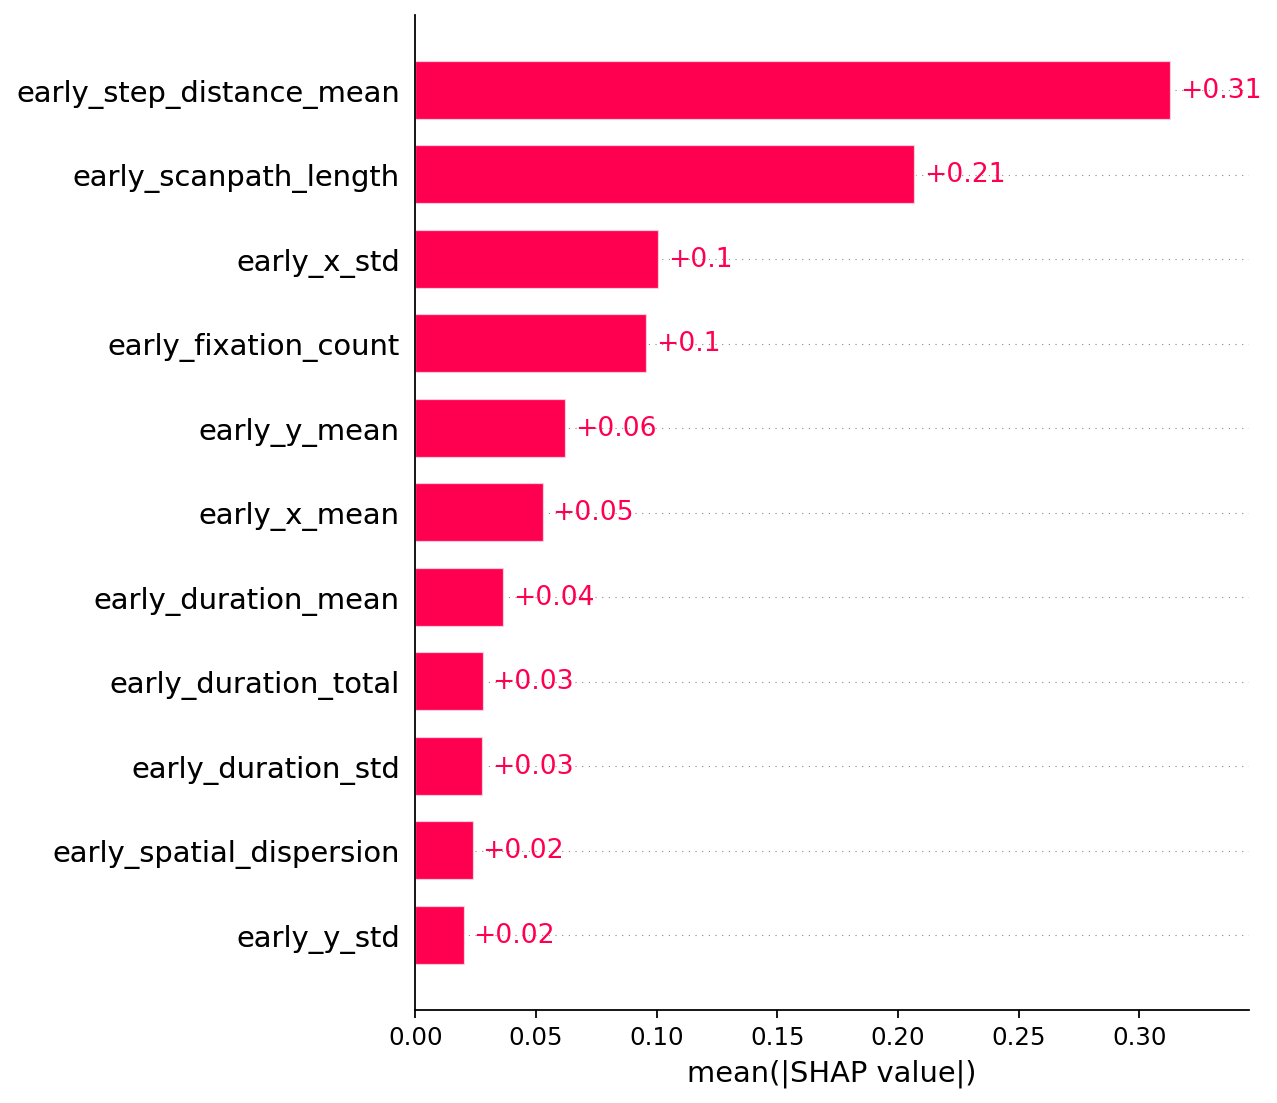 early_step_distance_mean +0.31
early_scanpath_length +0.21
early_x_std +0.1
early_fixation_count +0.1
early_y_mean +0.06
early_x_mean +0.05
early_duration_mean +0.04
early_duration_total +0.03
early_duration_std +0.03
early_spatial_dispersion +0.02
early_y_std +0.02
0.00 0.05 0.10 0.15 0.20 0.25 0.30
mean(|SHAP value|)